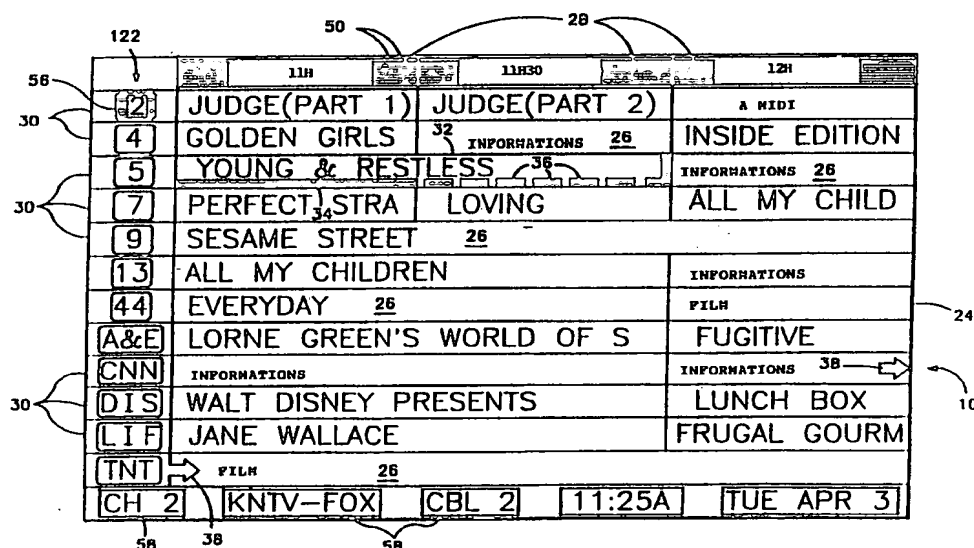 50 28
122 11H 11H30 12H
56 2 JUDGE(PART 1) JUDGE(PART 2) A MIDI
30 4 GOLDEN GIRLS 32 INFORMATIONS 26 INSIDE EDITION
5 YOUNG & RESTLESS 36 INFORMATIONS 26
30 7 PERFECT STRA 34 LOVING ALL MY CHILD
9 SESAME STREET 26
13 ALL MY CHILDREN INFORMATIONS
44 EVERYDAY 26 FILM 24
A&E LORNE GREEN'S WORLD OF S FUGITIVE
CNN INFORMATIONS INFORMATIONS 38
30 DIS WALT DISNEY PRESENTS LUNCH BOX 10
LIF JANE WALLACE FRUGAL GOURM
TNT FILM 26
CH 2 KNTV-FOX CBL 2 11:25A TUE APR 3
58 38 58